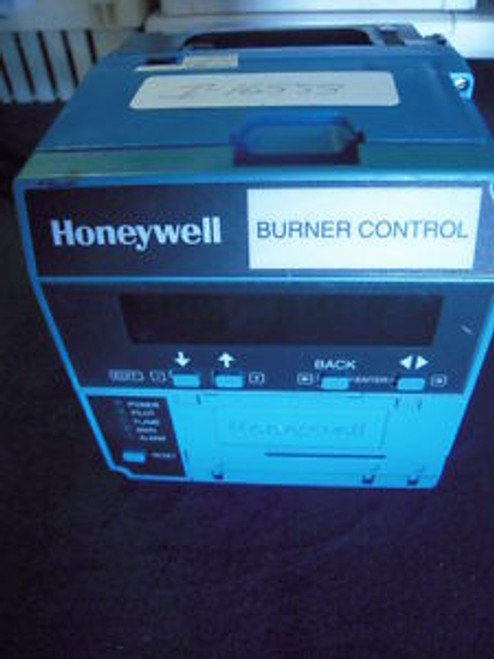 Honeywell
BURNER CONTROL
BACK
ENTER
POWER
PILOT
FLAME
MAIN
ALARM
RESET
Honeywell